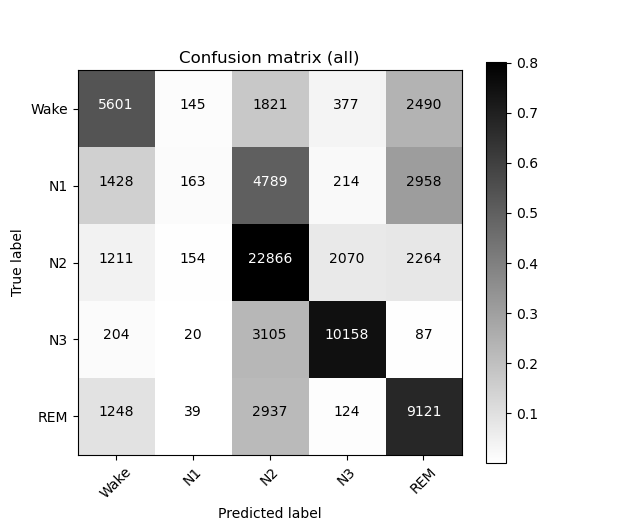 Confusion matrix (all)
Wake 5601 145 1821 377 2490
N1 1428 163 4789 214 2958
N2 1211 154 22866 2070 2264
N3 204 20 3105 10158 87
REM 1248 39 2937 124 9121
Wake N1 N2 N3 REM
Predicted label
True label
0.8
0.7
0.6
0.5
0.4
0.3
0.2
0.1